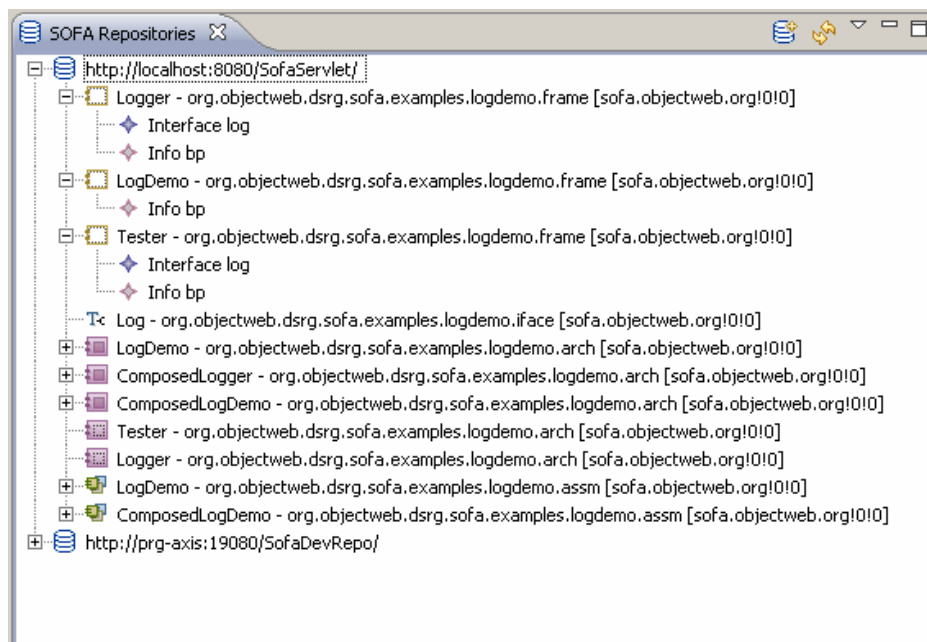 SOFA Repositories
http://localhost:8080/SofaServlet/
Logger - org.objectweb.dsrg.sofa.examples.logdemo.frame [sofa.objectweb.org!0!0]
Interface log
Info bp
LogDemo - org.objectweb.dsrg.sofa.examples.logdemo.frame [sofa.objectweb.org!0!0]
Info bp
Tester - org.objectweb.dsrg.sofa.examples.logdemo.frame [sofa.objectweb.org!0!0]
Interface log
Info bp
Log - org.objectweb.dsrg.sofa.examples.logdemo.iface [sofa.objectweb.org!0!0]
LogDemo - org.objectweb.dsrg.sofa.examples.logdemo.arch [sofa.objectweb.org!0!0]
ComposedLogger - org.objectweb.dsrg.sofa.examples.logdemo.arch [sofa.objectweb.org!0!0]
ComposedLogDemo - org.objectweb.dsrg.sofa.examples.logdemo.arch [sofa.objectweb.org!0!0]
Tester - org.objectweb.dsrg.sofa.examples.logdemo.arch [sofa.objectweb.org!0!0]
Logger - org.objectweb.dsrg.sofa.examples.logdemo.arch [sofa.objectweb.org!0!0]
LogDemo - org.objectweb.dsrg.sofa.examples.logdemo.assm [sofa.objectweb.org!0!0]
ComposedLogDemo - org.objectweb.dsrg.sofa.examples.logdemo.assm [sofa.objectweb.org!0!0]
http://prg-axis:19080/SofaDevRepo/